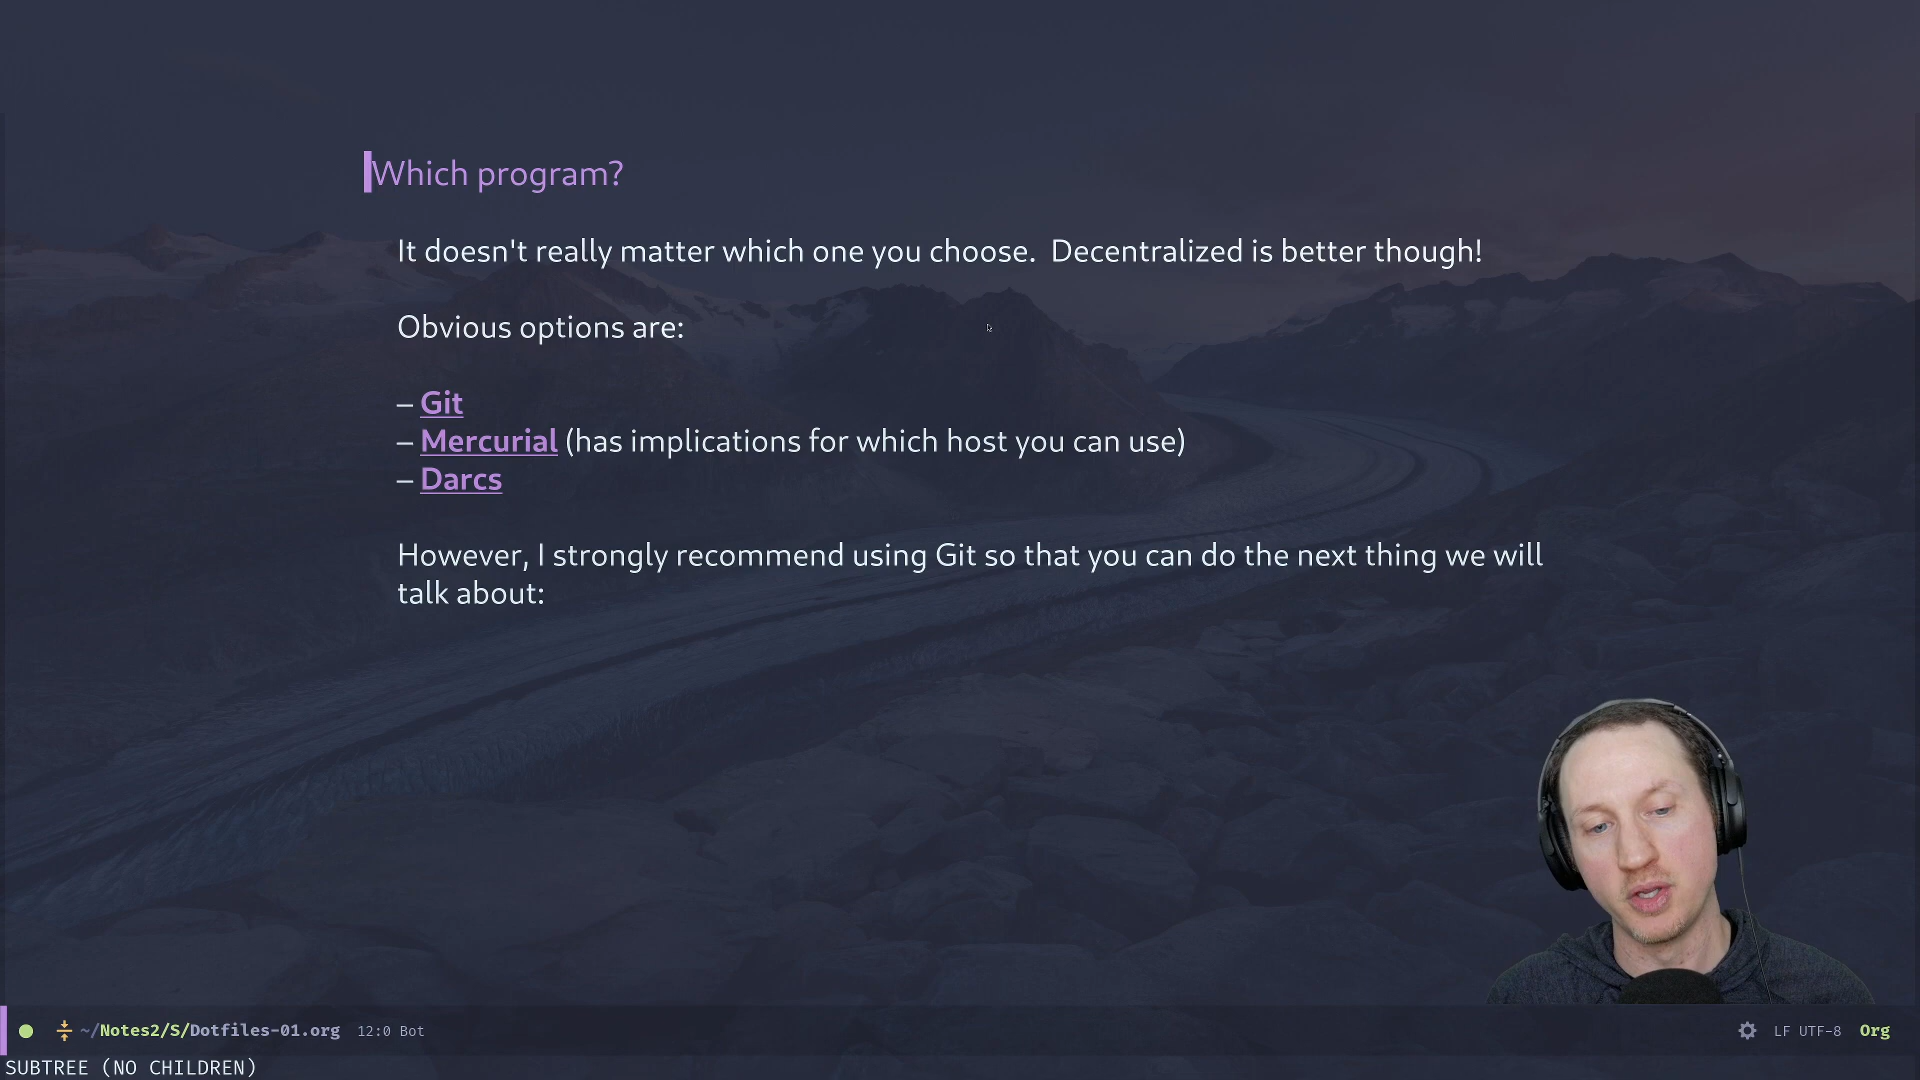 Which program?
It doesn't really matter which one you choose.  Decentralized is better though!
Obvious options are:
– Git
– Mercurial (has implications for which host you can use)
– Darcs
However, I strongly recommend using Git so that you can do the next thing we will
talk about:
~/Notes2/S/Dotfiles-01.org 12:0 Bot LF UTF-8 Org
SUBTREE (NO CHILDREN)